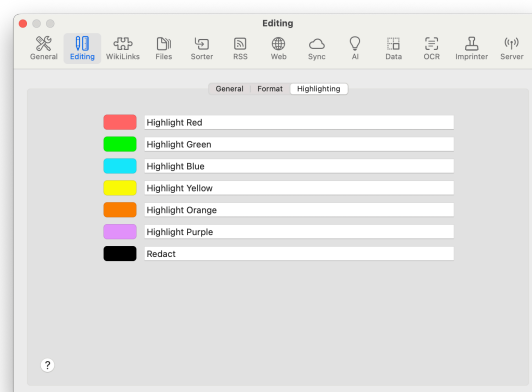 Editing
General Editing WikiLinks Files Sorter RSS Web Sync AI Data OCR Imprinter Server
General Format Highlighting
Highlight Red
Highlight Green
Highlight Blue
Highlight Yellow
Highlight Orange
Highlight Purple
Redact
?